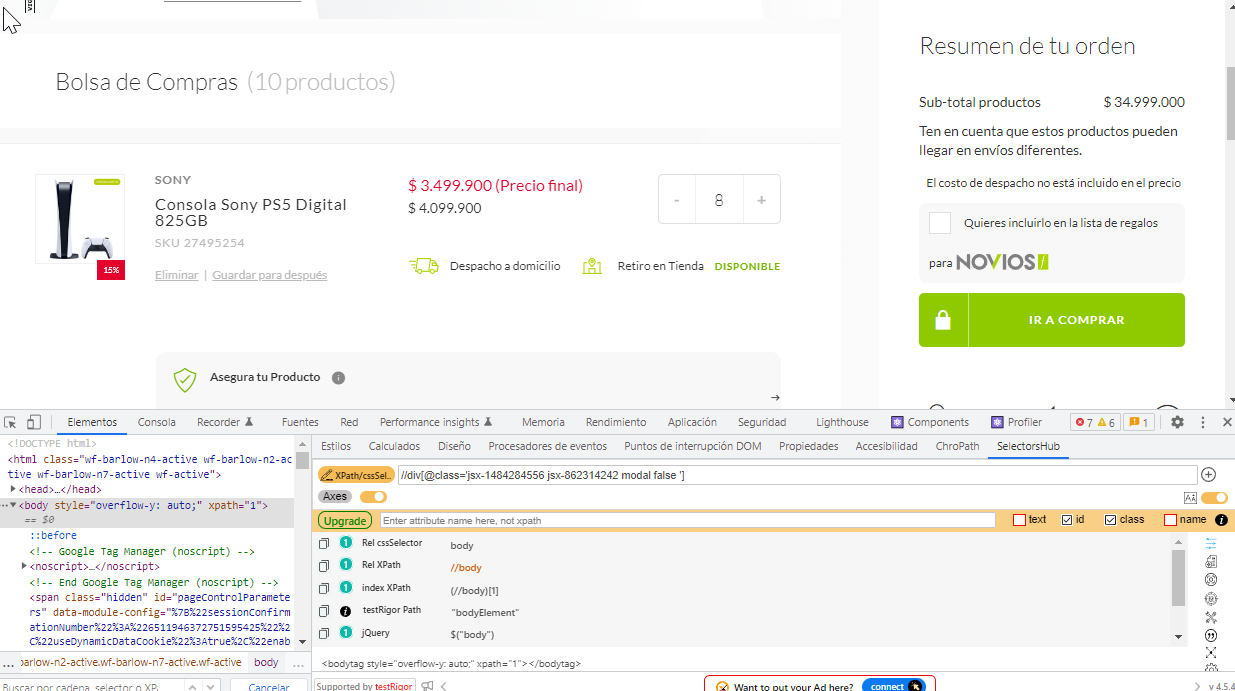 Resumen de tu orden
Bolsa de Compras (10 productos)
Sub-total productos $ 34.999.000
Ten en cuenta que estos productos pueden
llegar en envíos diferentes.
El costo de despacho no está incluido en el precio
SONY
Consola Sony PS5 Digital
825GB
SKU 27495254
15%
Eliminar | Guardar para después
$ 3.499.900 (Precio final)
$ 4.099.900
- 8 +
Despacho a domicilio
Retiro en Tienda DISPONIBLE
Quieres incluirlo en la lista de regalos
para NOVIOS
IR A COMPRAR
Asegura tu Producto i
Elementos Consola Recorder Fuentes Red Performance insights Memoria Rendimiento Aplicación Seguridad Lighthouse Components Profiler 7 6 1
<!DOCTYPE html>
<html class="wf-barlow-n4-active wf-barlow-n2-ac
tive wf-barlow-n7-active wf-active">
<head>…</head>
<body style="overflow-y: auto;" xpath="1">
== $0
::before
<!-- Google Tag Manager (noscript) -->
<noscript>…</noscript>
<!-- End Google Tag Manager (noscript) -->
<span class="hidden" id="pageControlParamete
rs" data-module-config="%7B%22sessionConfirm
ationNumber%22%3A%226511946372751595425%22%2
C%22useDynamicDataCookie%22%3Atrue%2C%22enab
barlow-n2-active.wf-barlow-n7-active.wf-active body ...
Buscar por cadena, selector o XPa
Cancelar
Estilos Calculados Diseño Procesadores de eventos Puntos de interrupción DOM Propiedades Accesibilidad ChroPath SelectorsHub
XPath/cssSel.. //div[@class='jsx-1484284556 jsx-862314242 modal false ']
Axes
Upgrade Enter attribute name here, not xpath text id class name
1 Rel cssSelector body
1 Rel XPath //body
1 index XPath (//body)[1]
testRigor Path "bodyElement"
1 jQuery $("body")
<bodytag style="overflow-y: auto;" xpath="1"></bodytag>
Supported by testRigor
Want to put your Ad here? connect
v 4.5.4